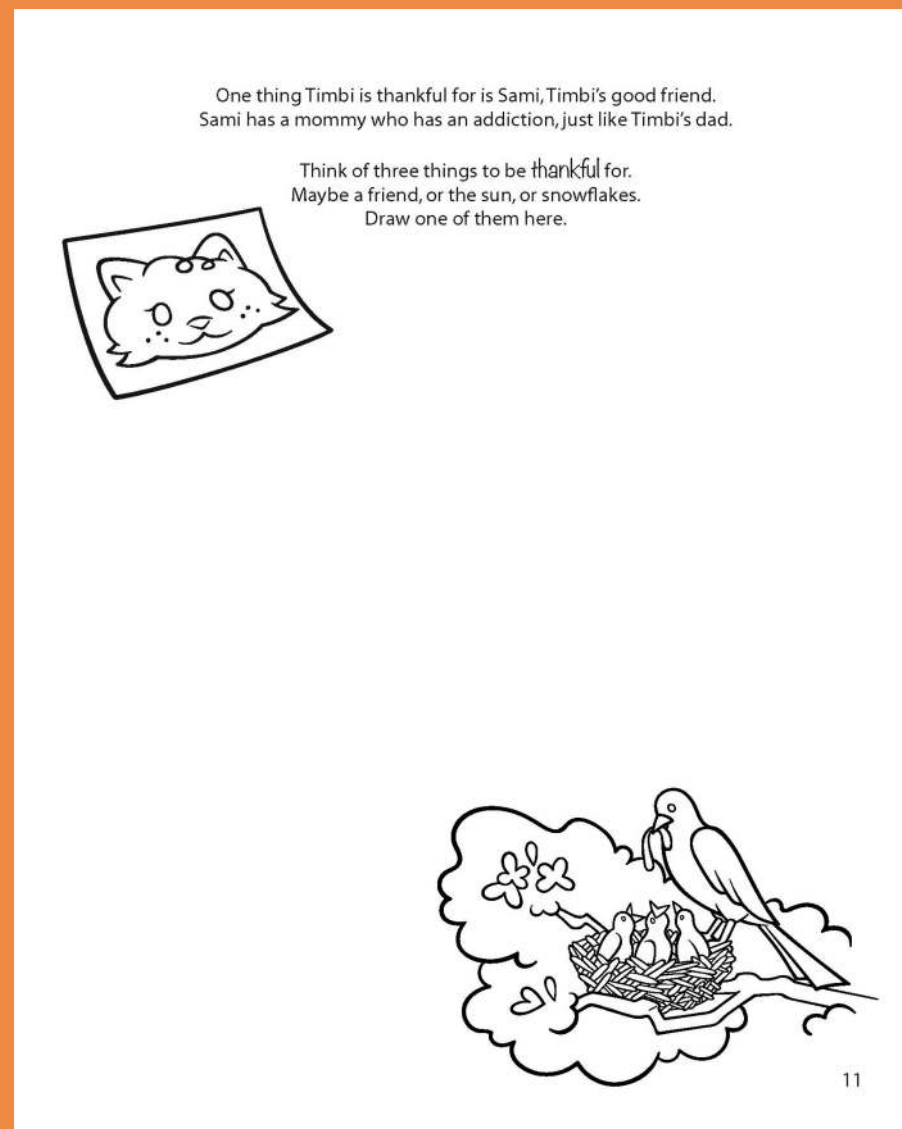 One thing Timbi is thankful for is Sami, Timbi's good friend.
Sami has a mommy who has an addiction, just like Timbi's dad.
Think of three things to be thankful for.
Maybe a friend, or the sun, or snowflakes.
Draw one of them here.
11